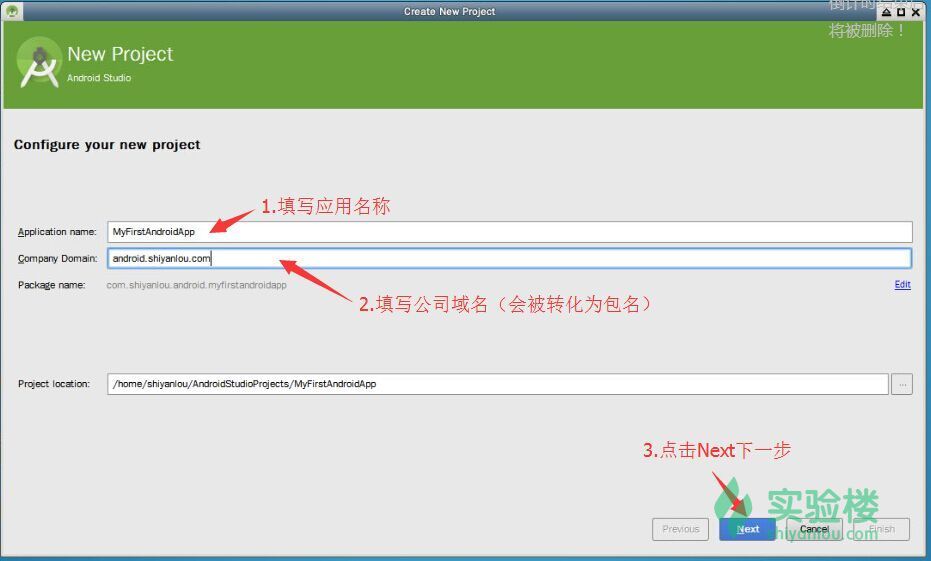 Create New Project
将被删除！
New Project
Android Studio
Configure your new project
1.填写应用名称
Application name: MyFirstAndroidApp
Company Domain: android.shiyanlou.com
Package name: com.shiyanlou.android.myfirstandroidapp Edit
2.填写公司域名（会被转化为包名）
Project location: /home/shiyanlou/AndroidStudioProjects/MyFirstAndroidApp ...
3.点击Next下一步
实验楼
Previous Next Cancel Finish
shiyanlou.com